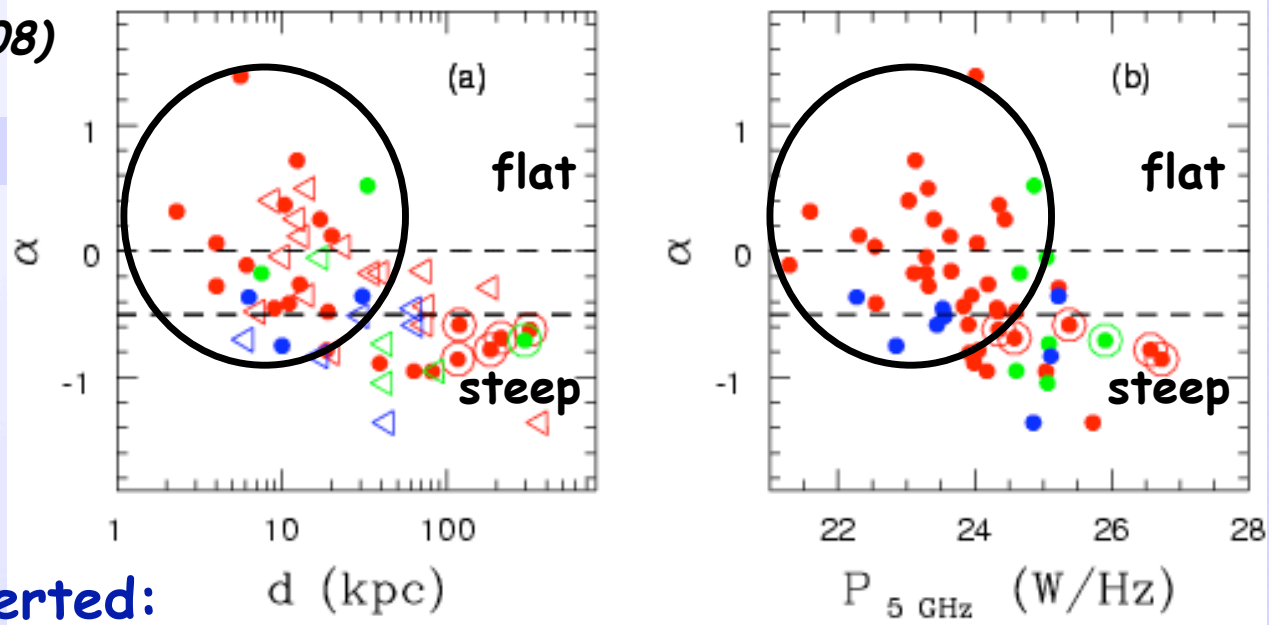 08)
(a)
(b)
1
flat
1
flat
α
0
α
0
-1
steep
-1
steep
1
10
100
22
24
26
28
d (kpc)
P 5 GHz (W/Hz)
erted: